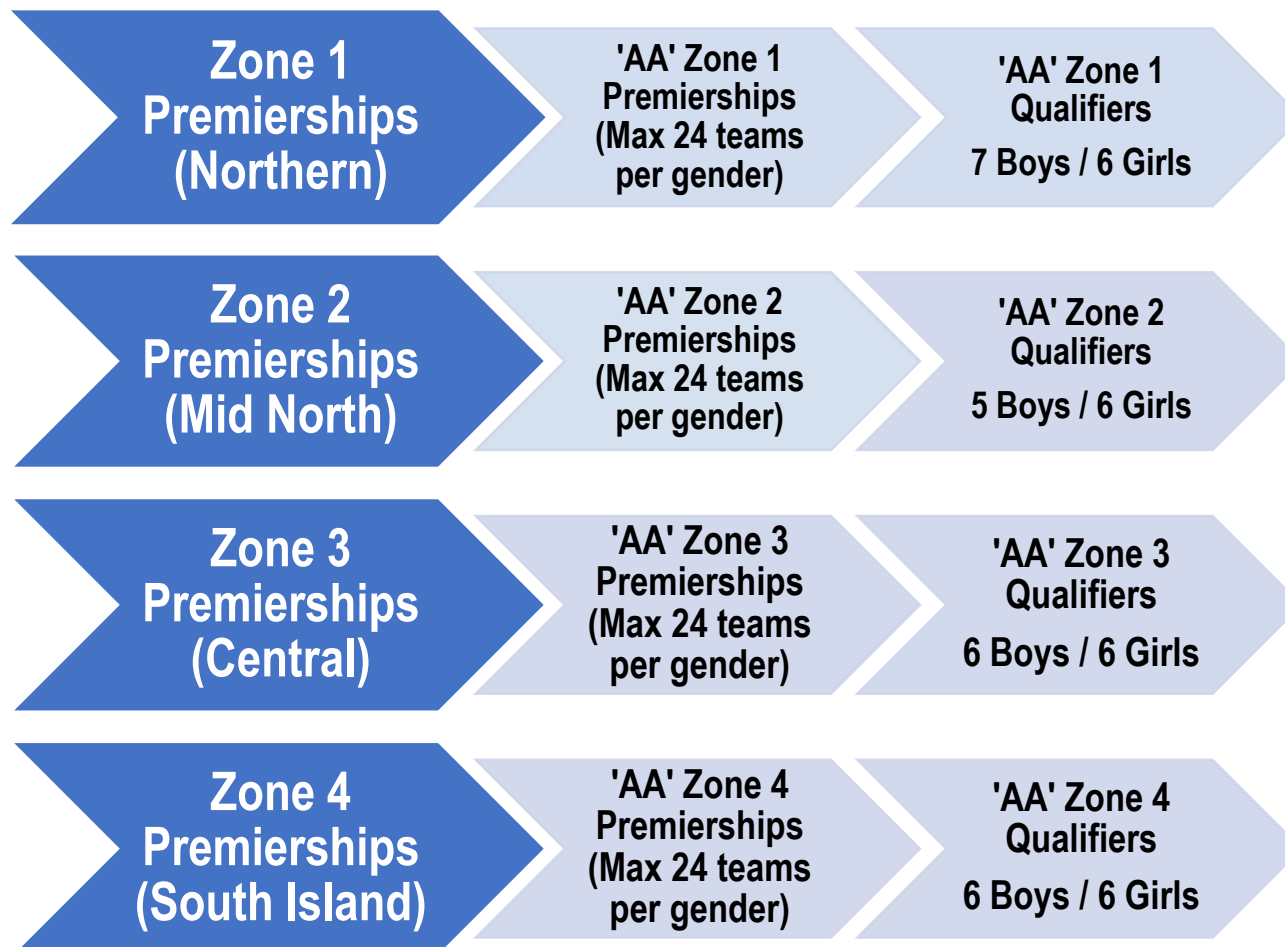 Zone 1
Premierships
(Northern)
'AA' Zone 1
Premierships
(Max 24 teams
per gender)
'AA' Zone 1
Qualifiers
7 Boys / 6 Girls
Zone 2
Premierships
(Mid North)
'AA' Zone 2
Premierships
(Max 24 teams
per gender)
'AA' Zone 2
Qualifiers
5 Boys / 6 Girls
Zone 3
Premierships
(Central)
'AA' Zone 3
Premierships
(Max 24 teams
per gender)
'AA' Zone 3
Qualifiers
6 Boys / 6 Girls
Zone 4
Premierships
(South Island)
'AA' Zone 4
Premierships
(Max 24 teams
per gender)
'AA' Zone 4
Qualifiers
6 Boys / 6 Girls